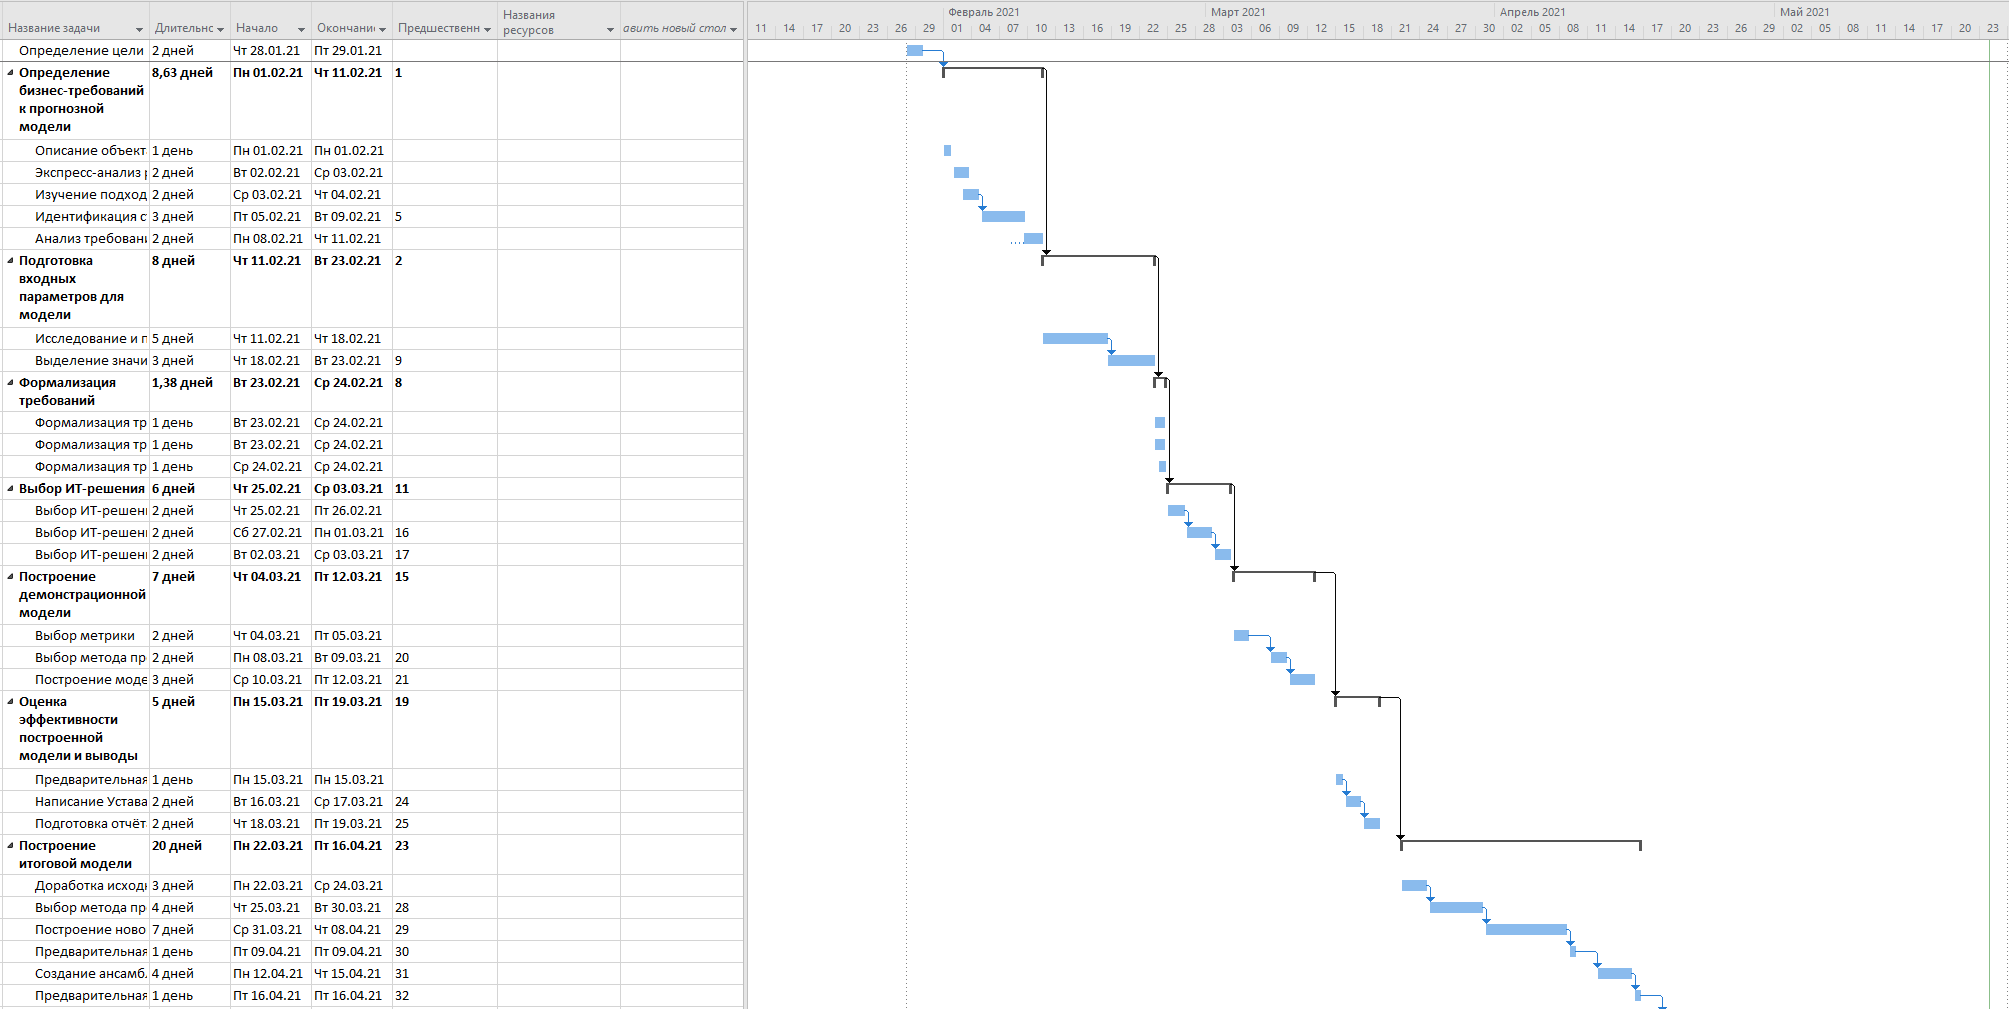 Название задачи Длительнс Начало Окончани Предшественн Названия ресурсов авить новый стол
Февраль 2021 Март 2021 Апрель 2021 Май 2021
11 14 17 20 23 26 29 01 04 07 10 13 16 19 22 25 28 03 06 09 12 15 18 21 24 27 30 02 05 08 11 14 17 20 23 26 29 02 05 08 11 14 17 20 23
Определение цели 2 дней Чт 28.01.21 Пт 29.01.21
Определение 8,63 дней Пн 01.02.21 Чт 11.02.21 1
бизнес-требований
к прогнозной
модели
Описание объект 1 день Пн 01.02.21 Пн 01.02.21
Экспресс-анализ 2 дней Вт 02.02.21 Ср 03.02.21
Изучение подход 2 дней Ср 03.02.21 Чт 04.02.21
Идентификация с 3 дней Пт 05.02.21 Вт 09.02.21 5
Анализ требован 2 дней Пн 08.02.21 Чт 11.02.21
Подготовка 8 дней Чт 11.02.21 Вт 23.02.21 2
входных
параметров для
модели
Исследование и п 5 дней Чт 11.02.21 Чт 18.02.21
Выделение значи 3 дней Чт 18.02.21 Вт 23.02.21 9
Формализация 1,38 дней Вт 23.02.21 Ср 24.02.21 8
требований
Формализация тр 1 день Вт 23.02.21 Ср 24.02.21
Формализация тр 1 день Вт 23.02.21 Ср 24.02.21
Формализация тр 1 день Ср 24.02.21 Ср 24.02.21
Выбор ИТ-решения 6 дней Чт 25.02.21 Ср 03.03.21 11
Выбор ИТ-решен 2 дней Чт 25.02.21 Пт 26.02.21
Выбор ИТ-решен 2 дней Сб 27.02.21 Пн 01.03.21 16
Выбор ИТ-решен 2 дней Вт 02.03.21 Ср 03.03.21 17
Построение 7 дней Чт 04.03.21 Пт 12.03.21 15
демонстрационной
модели
Выбор метрики 2 дней Чт 04.03.21 Пт 05.03.21
Выбор метода пр 2 дней Пн 08.03.21 Вт 09.03.21 20
Построение моде 3 дней Ср 10.03.21 Пт 12.03.21 21
Оценка 5 дней Пн 15.03.21 Пт 19.03.21 19
эффективности
построенной
модели и выводы
Предварительная 1 день Пн 15.03.21 Пн 15.03.21
Написание Устава 2 дней Вт 16.03.21 Ср 17.03.21 24
Подготовка отчёт 2 дней Чт 18.03.21 Пт 19.03.21 25
Построение 20 дней Пн 22.03.21 Пт 16.04.21 23
итоговой модели
Доработка исход 3 дней Пн 22.03.21 Ср 24.03.21
Выбор метода пр 4 дней Чт 25.03.21 Вт 30.03.21 28
Построение ново 7 дней Ср 31.03.21 Чт 08.04.21 29
Предварительная 1 день Пт 09.04.21 Пт 09.04.21 30
Создание ансамб 4 дней Пн 12.04.21 Чт 15.04.21 31
Предварительная 1 день Пт 16.04.21 Пт 16.04.21 32